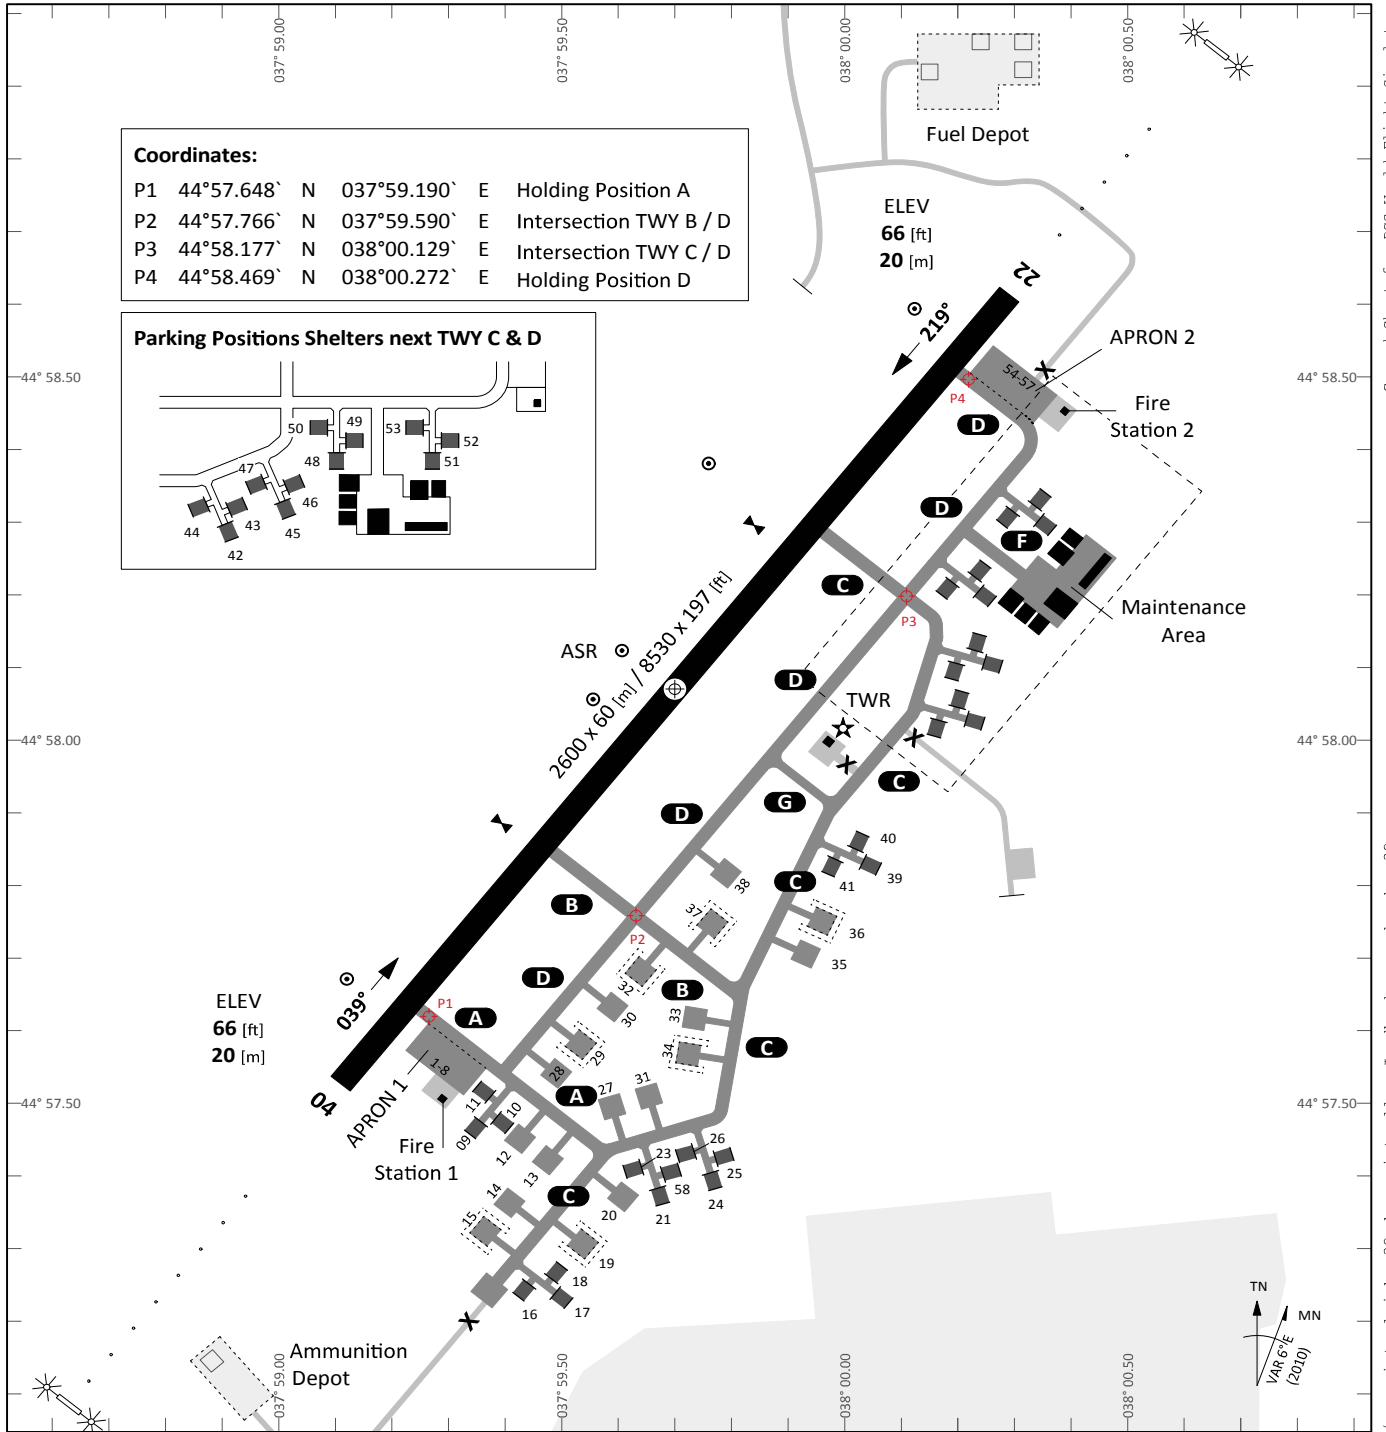 037° 59.00
037° 59.50
038° 00.00
038° 00.50
Fuel Depot
Coordinates:
P1 44°57.648` N 037°59.190` E Holding Position A
P2 44°57.766` N 037°59.590` E Intersection TWY B / D
P3 44°58.177` N 038°00.129` E Intersection TWY C / D
P4 44°58.469` N 038°00.272` E Holding Position D
ELEV
66 [ft]
20 [m]
22
219°
Parking Positions Shelters next TWY C & D
50
49
53
52
48
51
47
46
44
43
45
42
APRON 2
54-57
44° 58.50
44° 58.50
P4
D
Fire
Station 2
D
F
C
P3
Maintenance
Area
ASR
2600 x 60 [m] / 8530 x 197 [ft]
D
TWR
44° 58.00
44° 58.00
C
G
D
40
41
39
38
C
B
37
36
P2
35
D
32
B
ELEV
66 [ft]
20 [m]
039°
P1
A
30
33
29
34
C
1-8
28
04
APRON 1
11
10
A
27
31
44° 57.50
44° 57.50
Fire
Station 1
09
12
13
23
26
58
25
24
C
14
20
21
15
19
18
16
17
TN
MN
VAR 6° E
(2010)
Ammunition
Depot
037° 59.00
037° 59.50
038° 00.00
038° 00.50